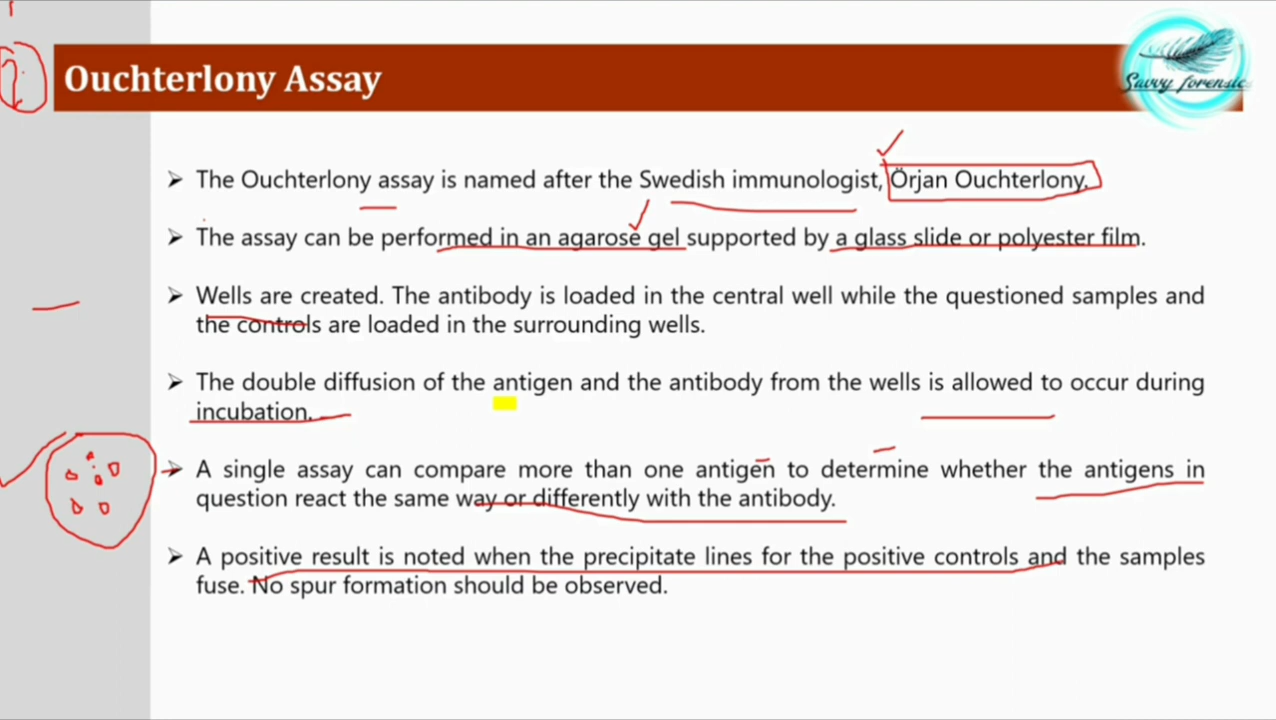 Ouchterlony Assay
Savvy forensics
➢ The Ouchterlony assay is named after the Swedish immunologist, Örjan Ouchterlony.
➢ The assay can be performed in an agarose gel supported by a glass slide or polyester film.
➢ Wells are created. The antibody is loaded in the central well while the questioned samples and
the controls are loaded in the surrounding wells.
➢ The double diffusion of the antigen and the antibody from the wells is allowed to occur during
incubation.
➢ A single assay can compare more than one antigen to determine whether the antigens in
question react the same way or differently with the antibody.
➢ A positive result is noted when the precipitate lines for the positive controls and the samples
fuse. No spur formation should be observed.